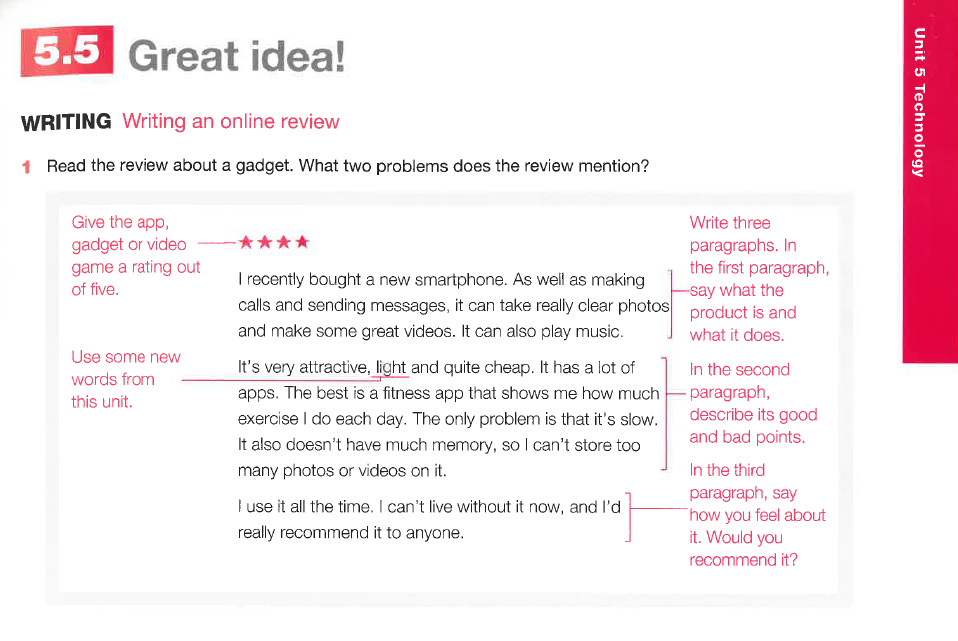 5.5 Great idea!
Unit 5 Technology
WRITING Writing an online review
1 Read the review about a gadget. What two problems does the review mention?
Give the app,
gadget or video
game a rating out
of five.
Use some new
words from
this unit.
★★★★
I recently bought a new smartphone. As well as making
calls and sending messages, it can take really clear photos
and make some great videos. It can also play music.
It's very attractive, light and quite cheap. It has a lot of
apps. The best is a fitness app that shows me how much
exercise I do each day. The only problem is that it's slow.
It also doesn't have much memory, so I can't store too
many photos or videos on it.
I use it all the time. I can't live without it now, and I'd
really recommend it to anyone.
Write three
paragraphs. In
the first paragraph,
say what the
product is and
what it does.
In the second
paragraph,
describe its good
and bad points.
In the third
paragraph, say
how you feel about
it. Would you
recommend it?